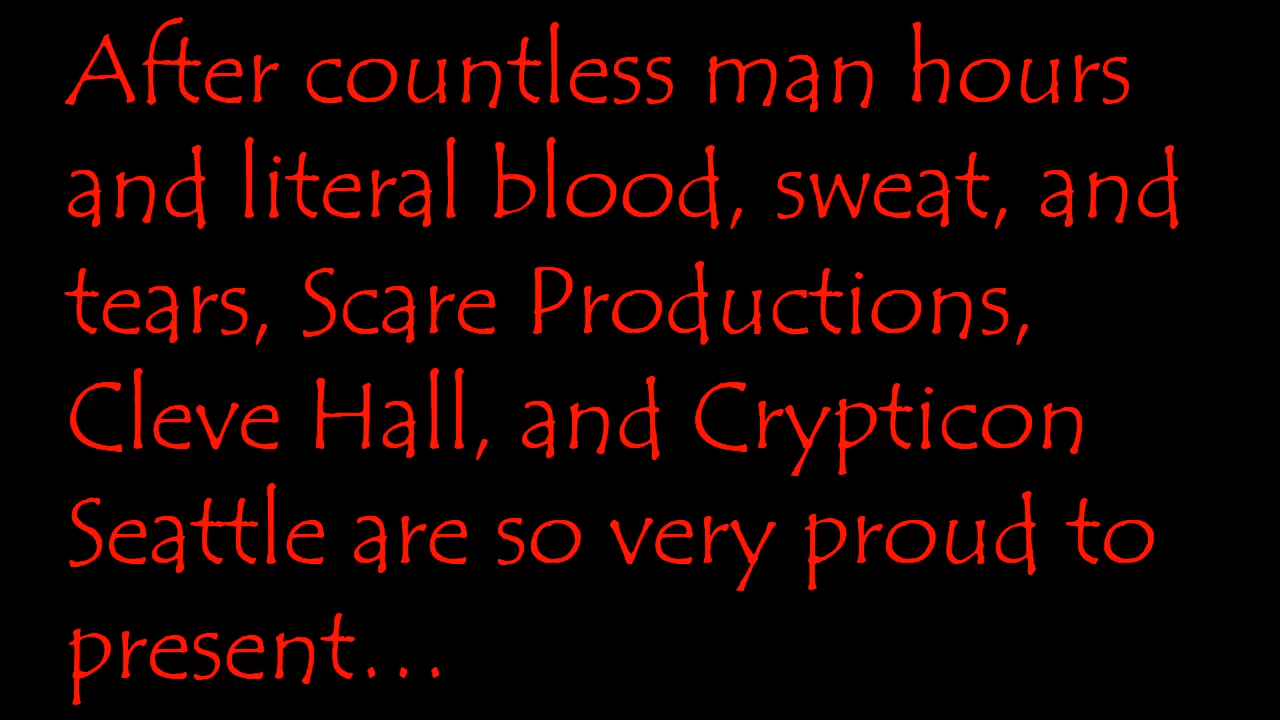 After countless man hours
and literal blood, sweat, and
tears, Scare Productions,
Cleve Hall, and Crypticon
Seattle are so very proud to
present...